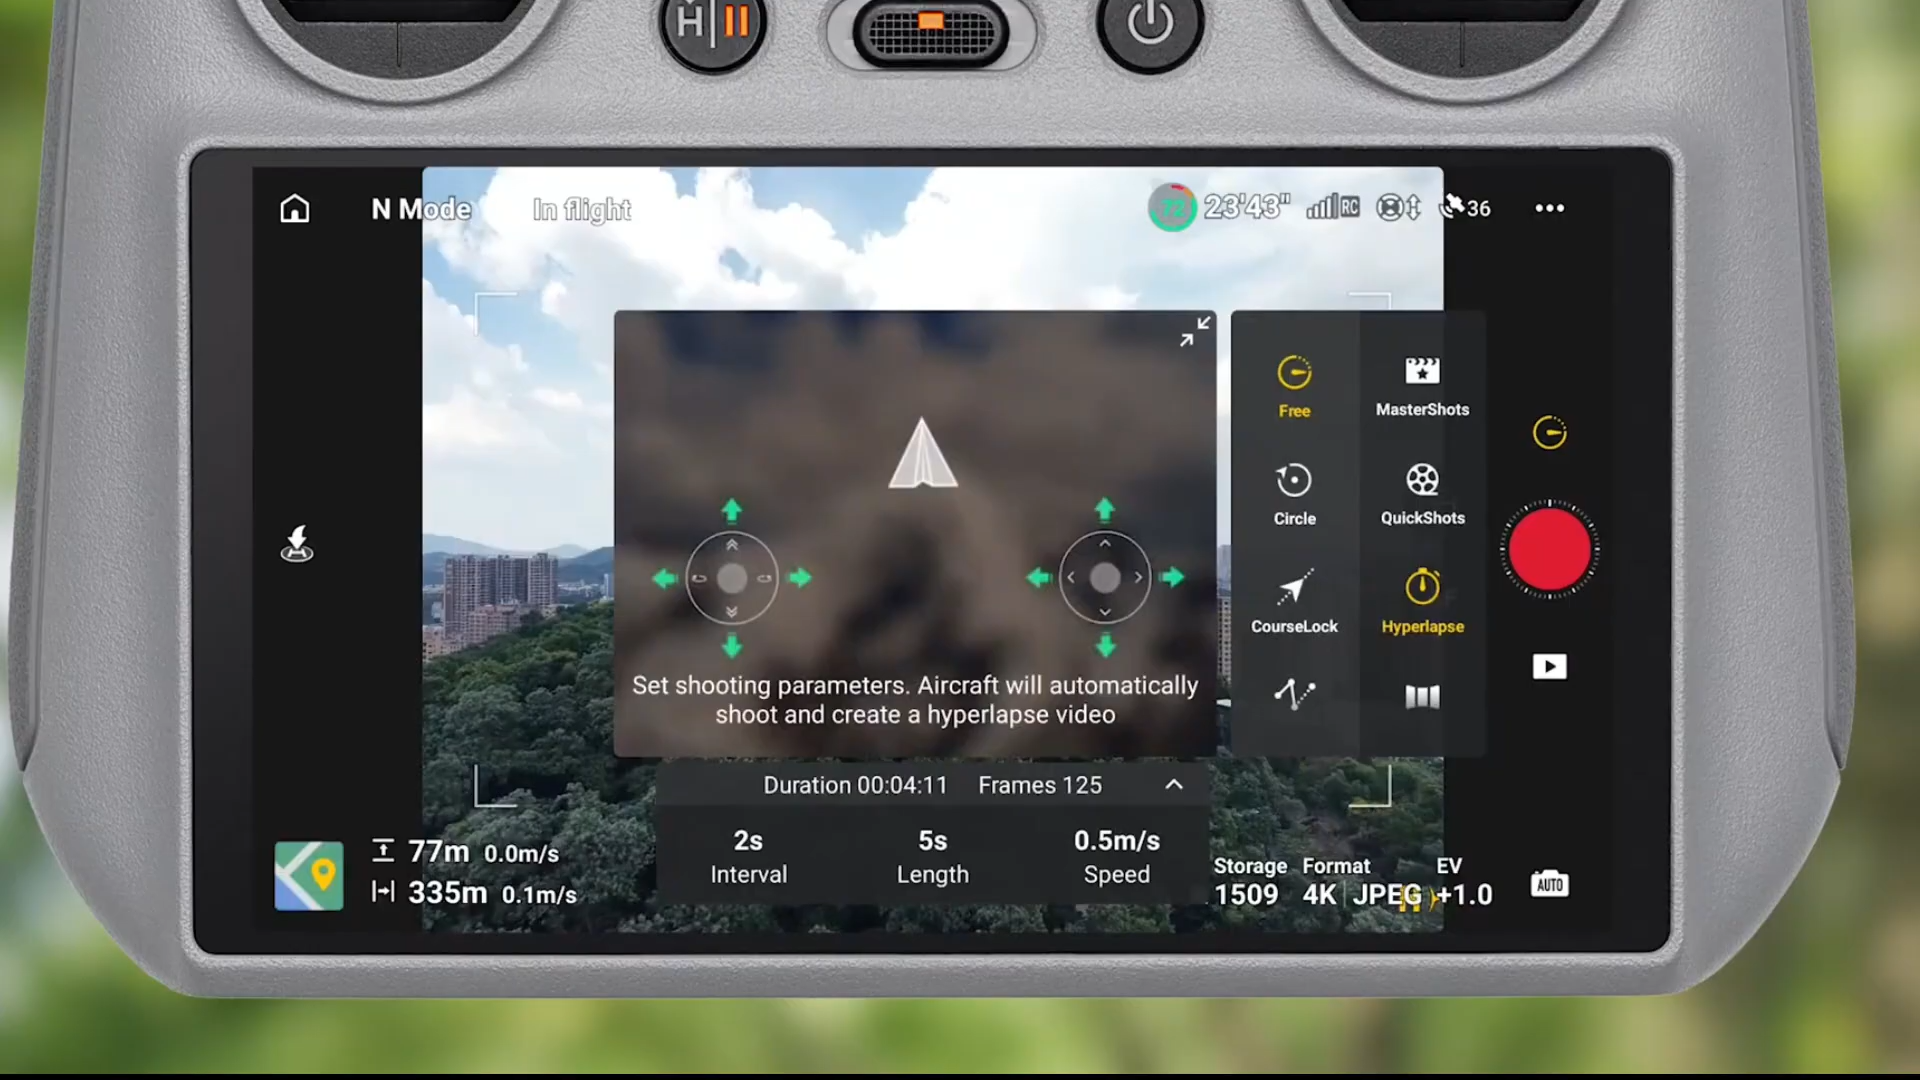 H
N Mode In flight 72 23'43" RC 36
Free MasterShots
Circle QuickShots
CourseLock Hyperlapse
Set shooting parameters. Aircraft will automatically
shoot and create a hyperlapse video
Duration 00:04:11 Frames 125
2s 5s 0.5m/s
Interval Length Speed
77m 0.0m/s
335m 0.1m/s
Storage Format EV
1509 4K JPEG +1.0
AUTO